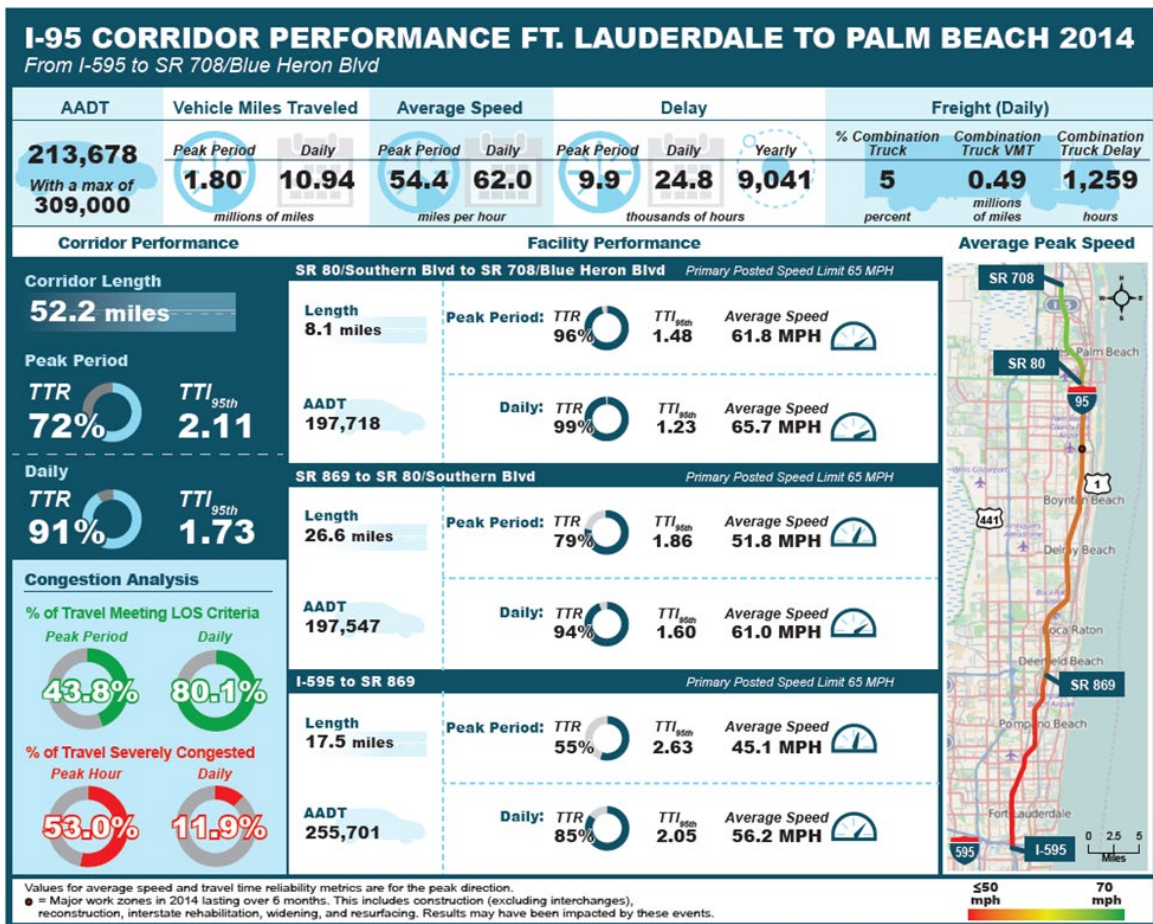 I-95 CORRIDOR PERFORMANCE FT. LAUDERDALE TO PALM BEACH 2014
From I-595 to SR 708/Blue Heron Blvd
AADT
Vehicle Miles Traveled
Average Speed
Delay
Freight (Daily)
213,678
With a max of
309,000
Peak Period Daily
1.80 10.94
millions of miles
Peak Period Daily
54.4 62.0
miles per hour
Peak Period Daily Yearly
9.9 24.8 9,041
thousands of hours
% Combination Truck
5
percent
Combination Truck VMT
0.49
millions of miles
Combination Truck Delay
1,259
hours
Corridor Performance
Facility Performance
Average Peak Speed
Corridor Length
52.2 miles
Peak Period
TTR TTI95th
72% 2.11
Daily
TTR TTI95th
91% 1.73
Congestion Analysis
% of Travel Meeting LOS Criteria
Peak Period Daily
43.8% 80.1%
% of Travel Severely Congested
Peak Hour Daily
53.0% 11.9%
SR 80/Southern Blvd to SR 708/Blue Heron Blvd Primary Posted Speed Limit 65 MPH
Length
8.1 miles
Peak Period: TTR TTI95th Average Speed
96% 1.48 61.8 MPH
AADT
197,718
Daily: TTR TTI95th Average Speed
99% 1.23 65.7 MPH
SR 869 to SR 80/Southern Blvd Primary Posted Speed Limit 65 MPH
Length
26.6 miles
Peak Period: TTR TTI95th Average Speed
79% 1.86 51.8 MPH
AADT
197,547
Daily: TTR TTI95th Average Speed
94% 1.60 61.0 MPH
I-595 to SR 869 Primary Posted Speed Limit 65 MPH
Length
17.5 miles
Peak Period: TTR TTI95th Average Speed
55% 2.63 45.1 MPH
AADT
255,701
Daily: TTR TTI95th Average Speed
85% 2.05 56.2 MPH
SR 708
N
W E
S
Palm Beach
SR 80
95
1
Boynton Beach
441
Delray Beach
Boca Raton
Deerfield Beach
SR 869
Pompano Beach
Fort Lauderdale
0 2.5 5
Miles
595
I-595
≤50 mph
70 mph
Values for average speed and travel time reliability metrics are for the peak direction.
● = Major work zones in 2014 lasting over 6 months. This includes construction (excluding interchanges),
reconstruction, interstate rehabilitation, widening, and resurfacing. Results may have been impacted by these events.